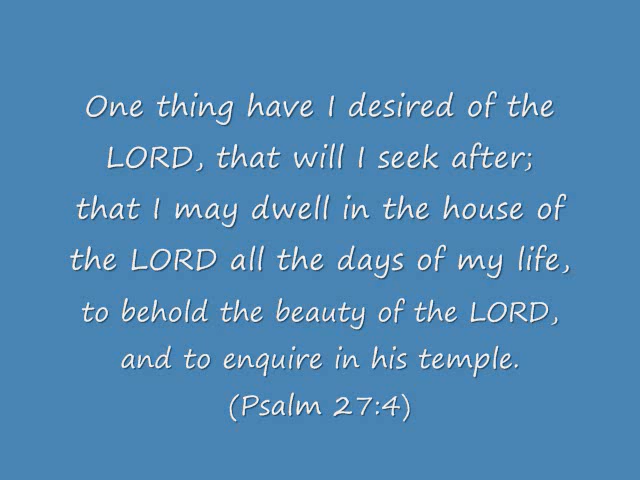 One thing have I desired of the
LORD, that will I seek after;
that I may dwell in the house of
the LORD all the days of my life,
to behold the beauty of the LORD,
and to enquire in his temple.
(Psalm 27:4)